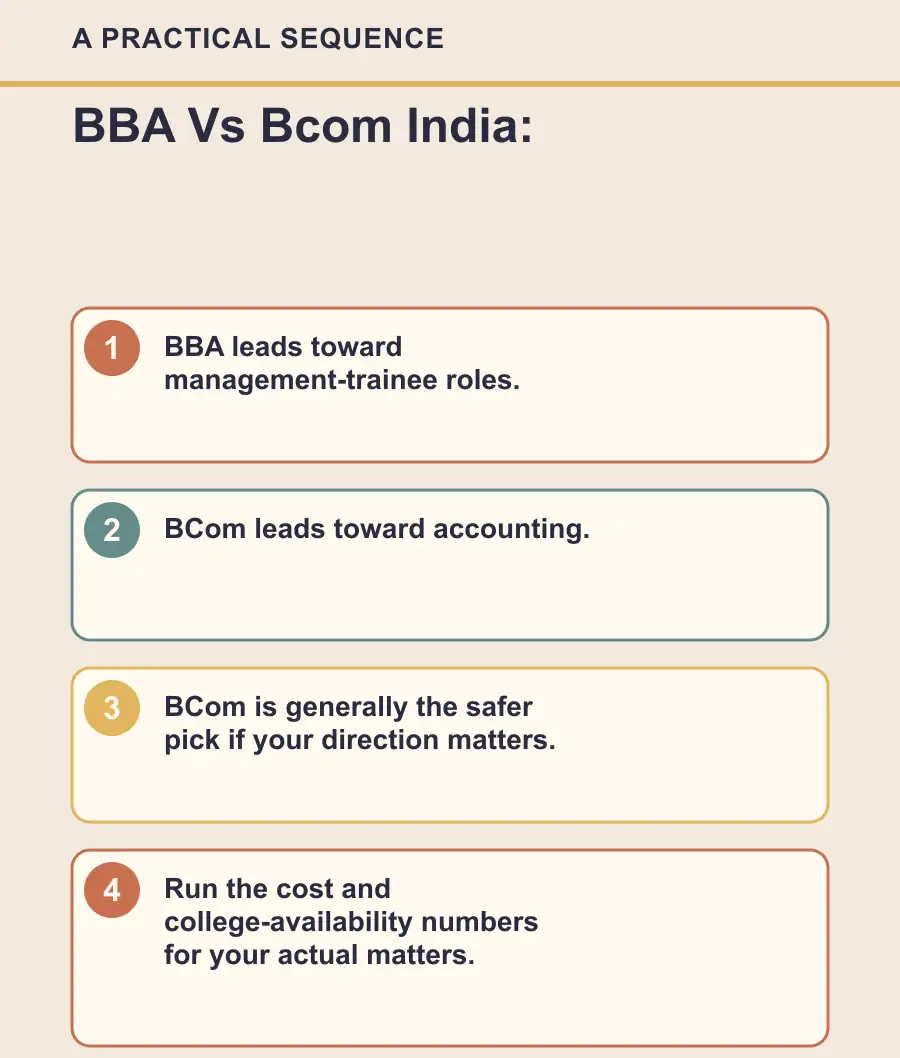 A PRACTICAL SEQUENCE
BBA Vs Bcom India:
1
BBA leads toward
management-trainee roles.
2
BCom leads toward accounting.
3
BCom is generally the safer
pick if your direction matters.
4
Run the cost and
college-availability numbers
for your actual matters.